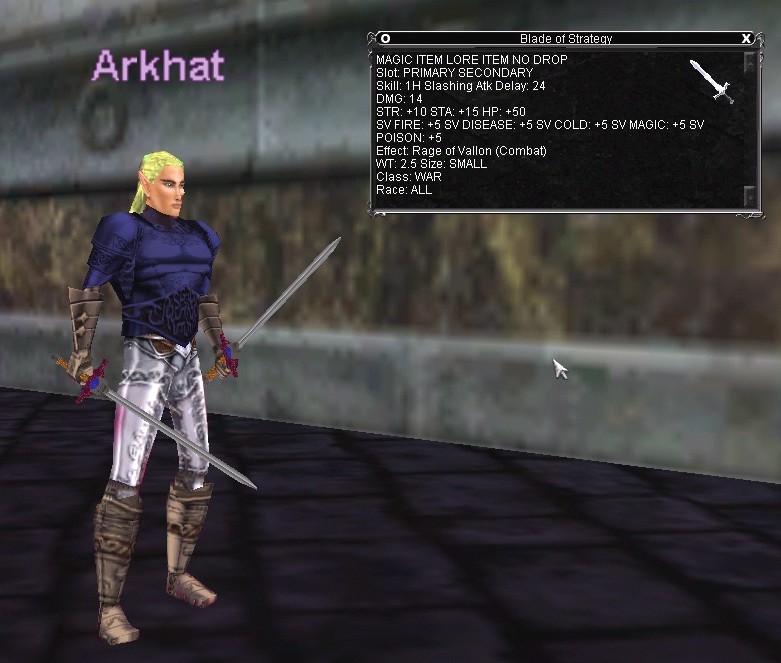 Arkhat
O Blade of Strategy X
MAGIC ITEM LORE ITEM NO DROP
Slot: PRIMARY SECONDARY
Skill: 1H Slashing Atk Delay: 24
DMG: 14
STR: +10 STA: +15 HP: +50
SV FIRE: +5 SV DISEASE: +5 SV COLD: +5 SV MAGIC: +5 SV
POISON: +5
Effect: Rage of Vallon (Combat)
WT: 2.5 Size: SMALL
Class: WAR
Race: ALL